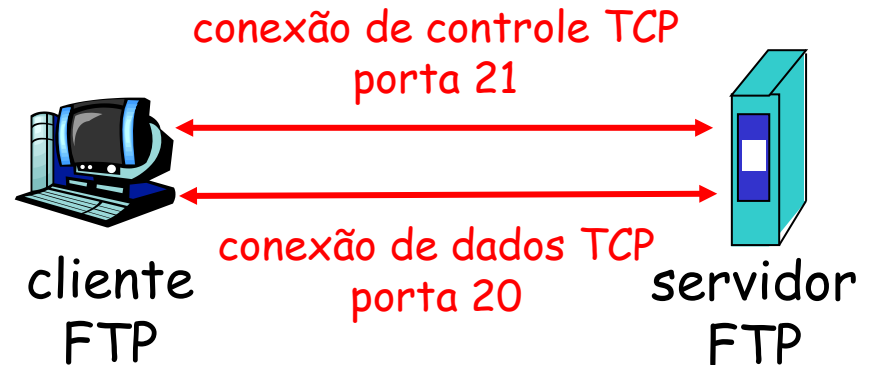 conexão de controle TCP
porta 21
conexão de dados TCP
porta 20
cliente
FTP
servidor
FTP